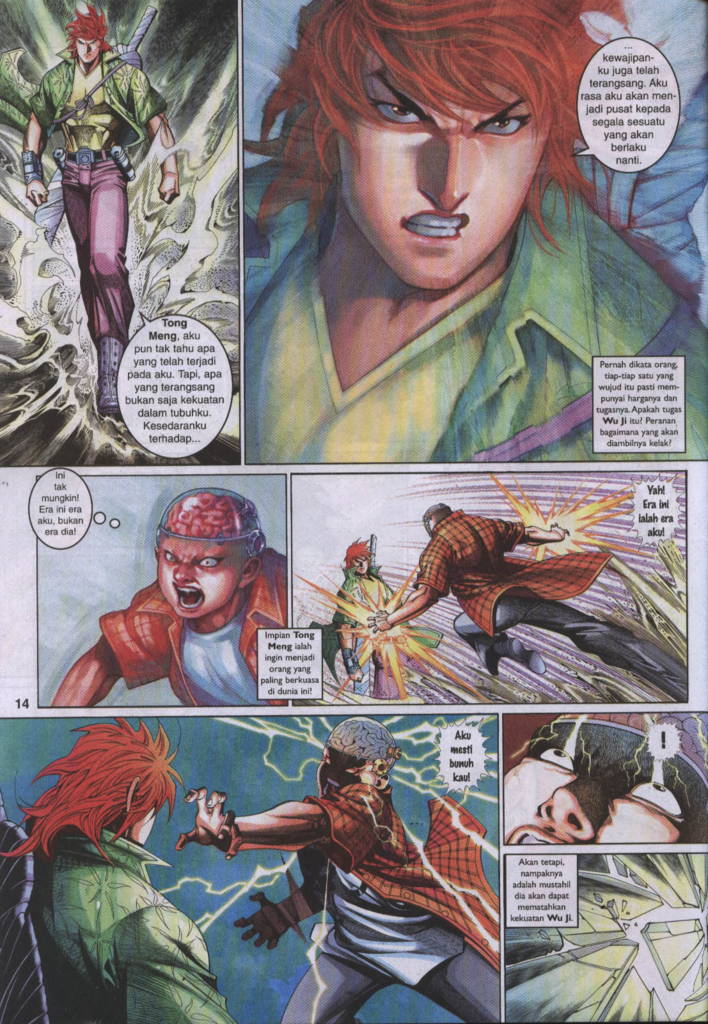 Tong
Meng, aku
pun tak tahu apa
yang telah terjadi
pada aku. Tapi, apa
yang terangsang
bukan saja kekuatan
dalam tubuhku.
Kesedaranku
terhadap...
...
kewajipan-
ku juga telah
terangsang. Aku
rasa aku akan men-
jadi pusat kepada
segala sesuatu
yang akan
berlaku
nanti.
Pernah dikata orang,
tiap-tiap satu yang
wujud itu pasti mem-
punyai harganya dan
tugasnya. Apakah tugas
Wu Ji itu? Peranan
bagaimana yang akan
diambilnya kelak?
Ini
tak
mungkin!
Era ini era
aku, bukan
era dia!
Impian Tong
Meng ialah
ingin menjadi
orang yang
paling berkuasa
di dunia ini!
Yah!
Era ini
ialah era
aku!
14
Aku
mesti
bunuh
kau!
!
Akan tetapi,
nampaknya
adalah mustahil
dia akan dapat
mematahkan
kekuatan Wu Ji.